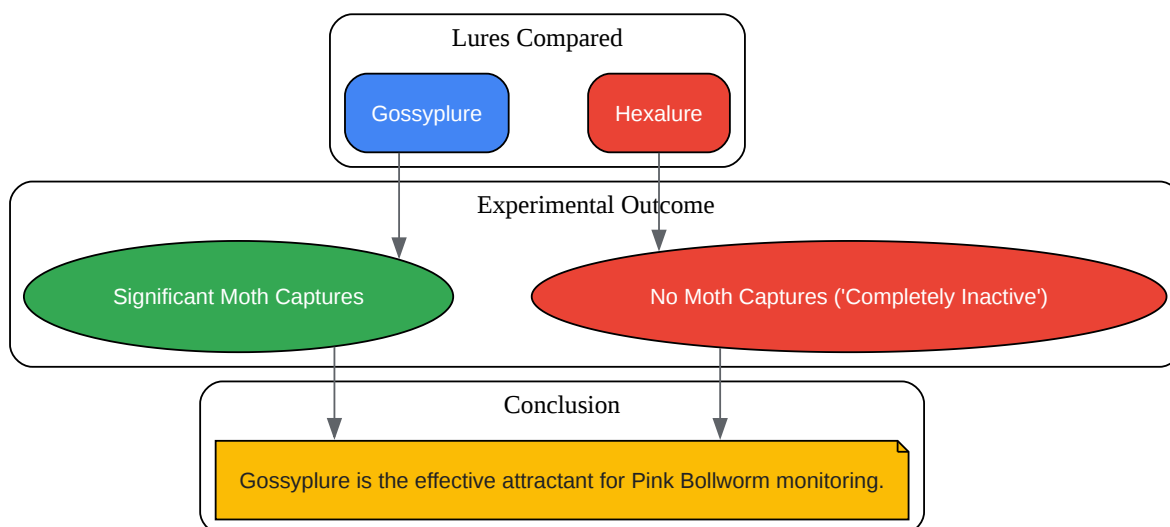 Lures Compared
Gossyplure
Hexalure
Experimental Outcome
Significant Moth Captures
No Moth Captures ('Completely Inactive')
Conclusion
Gossyplure is the effective attractant for Pink Bollworm monitoring.